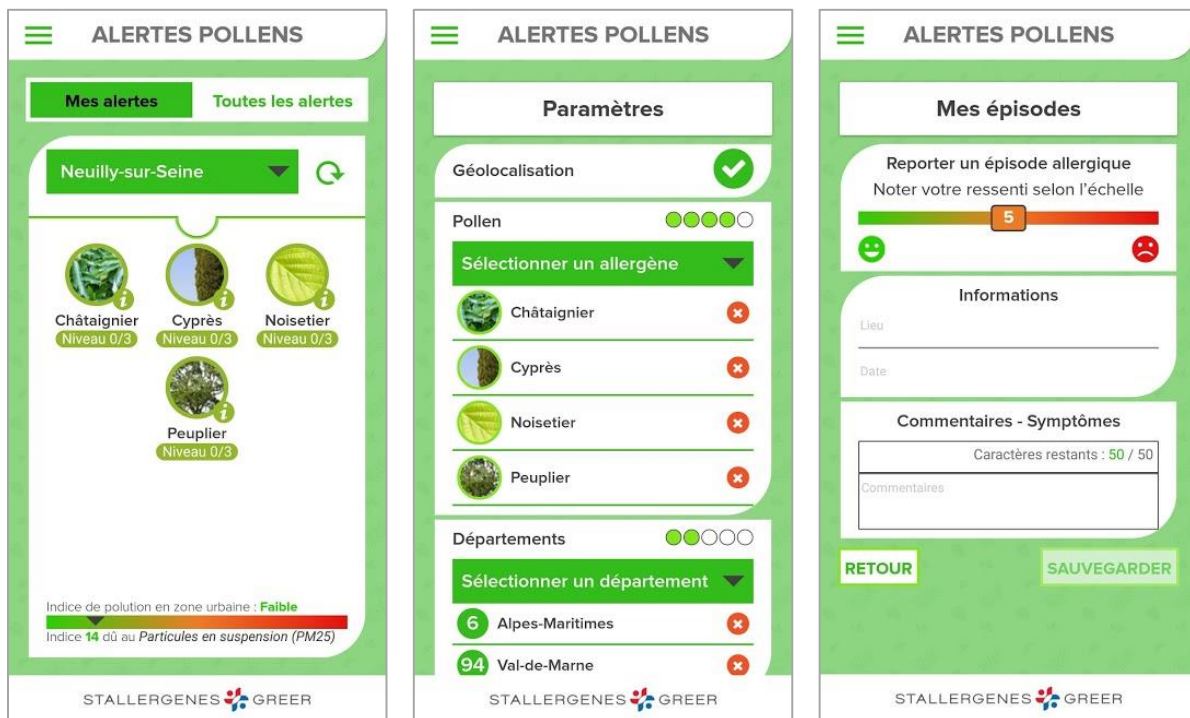 ALERTES POLLENS
Mes alertes
Toutes les alertes
Neuilly-sur-Seine
Châtaignier
Niveau 0/3
Cyprès
Niveau 0/3
Noisetier
Niveau 0/3
Peuplier
Niveau 0/3
Indice de polution en zone urbaine : Faible
Indice 14 dû au Particules en suspension (PM25)
STALLERGENES GREER
ALERTES POLLENS
Paramètres
Géolocalisation
Pollen
Sélectionner un allergène
Châtaignier
Cyprès
Noisetier
Peuplier
Départements
Sélectionner un département
6 Alpes-Maritimes
94 Val-de-Marne
STALLERGENES GREER
ALERTES POLLENS
Mes épisodes
Reporter un épisode allergique
Noter votre ressenti selon l'échelle
5
Informations
Lieu
Date
Commentaires - Symptômes
Caractères restants : 50 / 50
Commentaires
RETOUR
SAUVEGARDER
STALLERGENES GREER